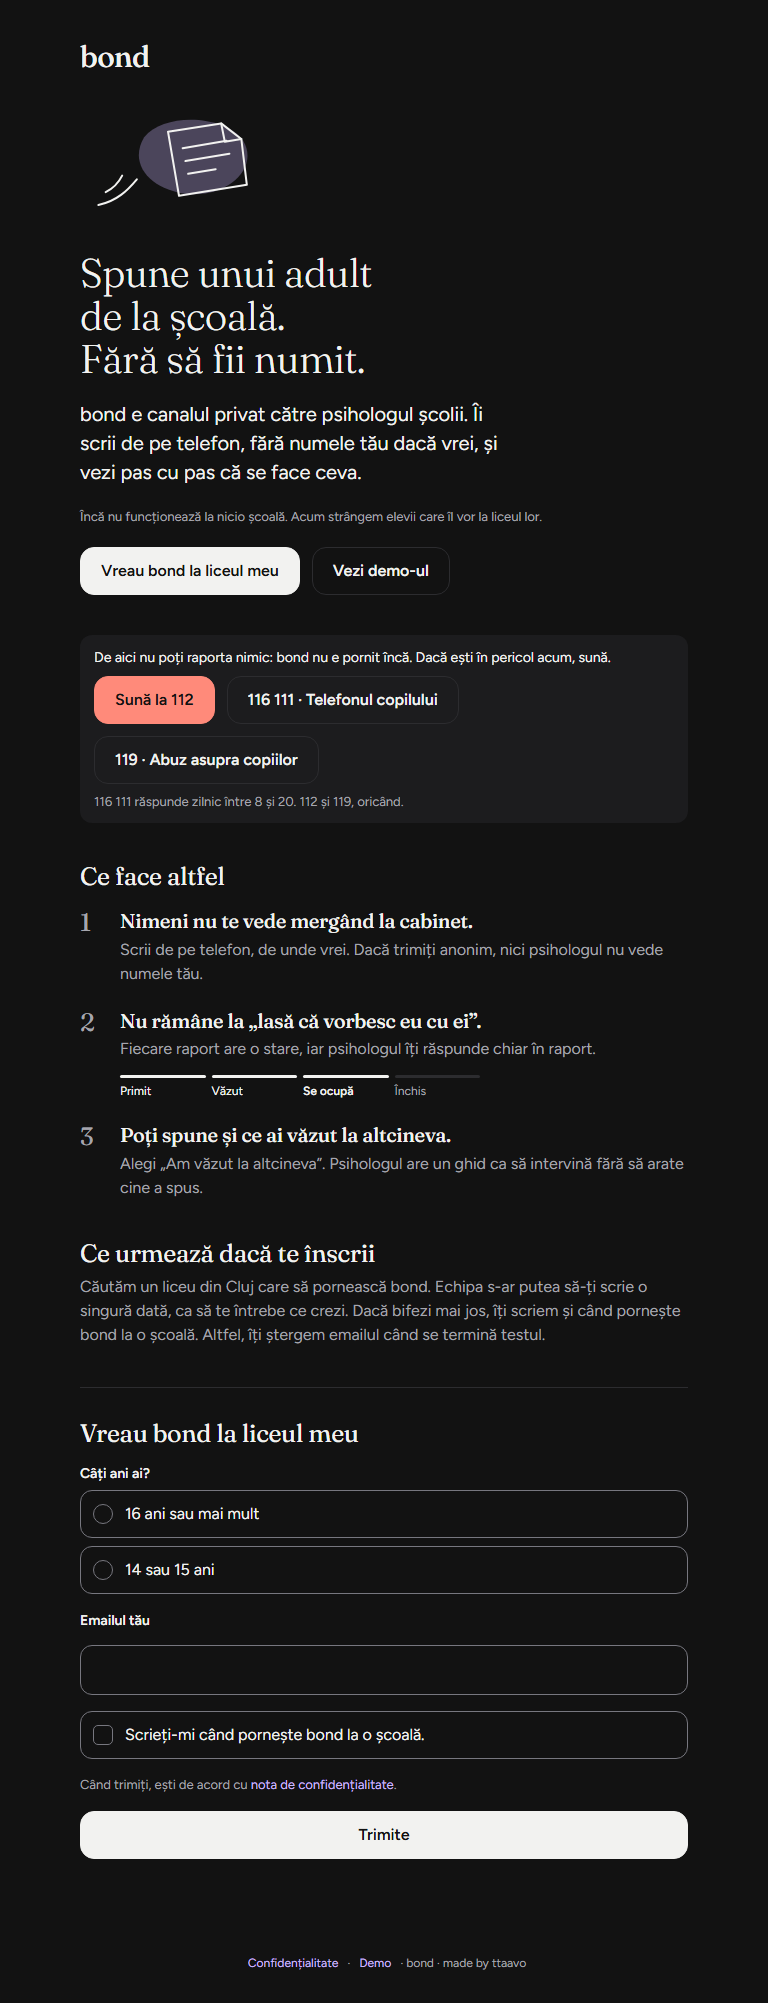 bond
Spune unui adult
de la școală.
Fără să fii numit.
bond e canalul privat către psihologul școlii. Îi
scrii de pe telefon, fără numele tău dacă vrei, și
vezi pas cu pas că se face ceva.
Încă nu funcționează la nicio școală. Acum strângem elevii care îl vor la liceul lor.
Vreau bond la liceul meu
Vezi demo-ul
De aici nu poți raporta nimic: bond nu e pornit încă. Dacă ești în pericol acum, sună.
Sună la 112
116 111 · Telefonul copilului
119 · Abuz asupra copiilor
116 111 răspunde zilnic între 8 și 20. 112 și 119, oricând.
Ce face altfel
1
Nimeni nu te vede mergând la cabinet.
Scrii de pe telefon, de unde vrei. Dacă trimiți anonim, nici psihologul nu vede
numele tău.
2
Nu rămâne la „lasă că vorbesc eu cu ei”.
Fiecare raport are o stare, iar psihologul îți răspunde chiar în raport.
Primit
Văzut
Se ocupă
Închis
3
Poți spune și ce ai văzut la altcineva.
Alegi „Am văzut la altcineva”. Psihologul are un ghid ca să intervină fără să arate
cine a spus.
Ce urmează dacă te înscrii
Căutăm un liceu din Cluj care să pornească bond. Echipa s-ar putea să-ți scrie o
singură dată, ca să te întrebe ce crezi. Dacă bifezi mai jos, îți scriem și când pornește
bond la o școală. Altfel, îți ștergem emailul când se termină testul.
Vreau bond la liceul meu
Câți ani ai?
16 ani sau mai mult
14 sau 15 ani
Emailul tău
Scrieți-mi când pornește bond la o școală.
Când trimiți, ești de acord cu nota de confidențialitate.
Trimite
Confidențialitate · Demo · bond · made by ttaavo